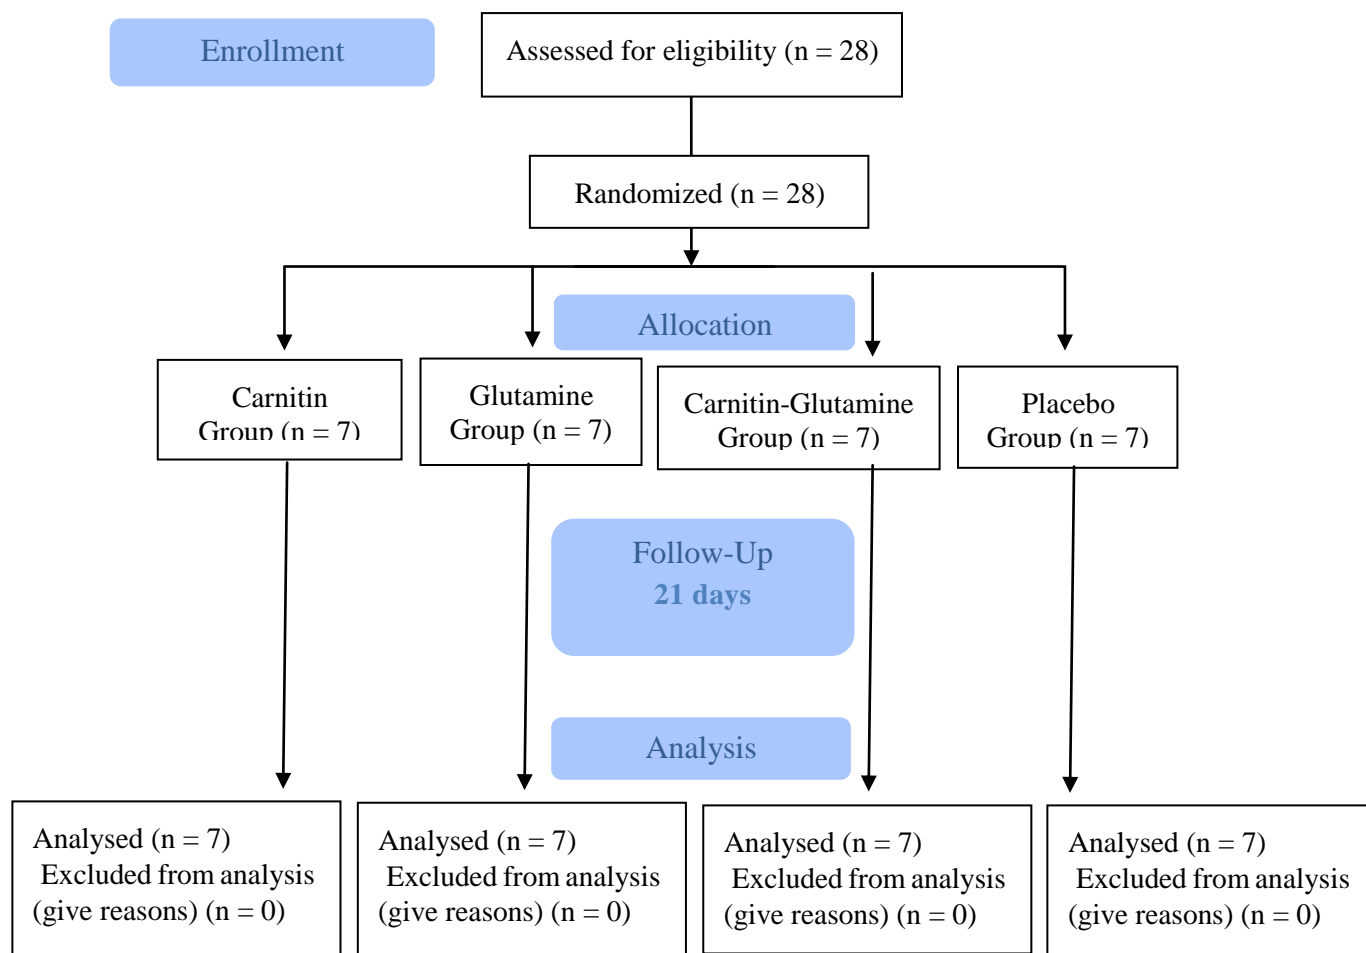 Enrollment
Assessed for eligibility (n = 28)
Randomized (n = 28)
Allocation
Carnitin
Group (n = 7)
Glutamine
Group (n = 7)
Carnitin-Glutamine
Group (n = 7)
Placebo
Group (n = 7)
Follow-Up
21 days
Analysis
Analysed (n = 7)
Excluded from analysis
(give reasons) (n = 0)
Analysed (n = 7)
Excluded from analysis
(give reasons) (n = 0)
Analysed (n = 7)
Excluded from analysis
(give reasons) (n = 0)
Analysed (n = 7)
Excluded from analysis
(give reasons) (n = 0)